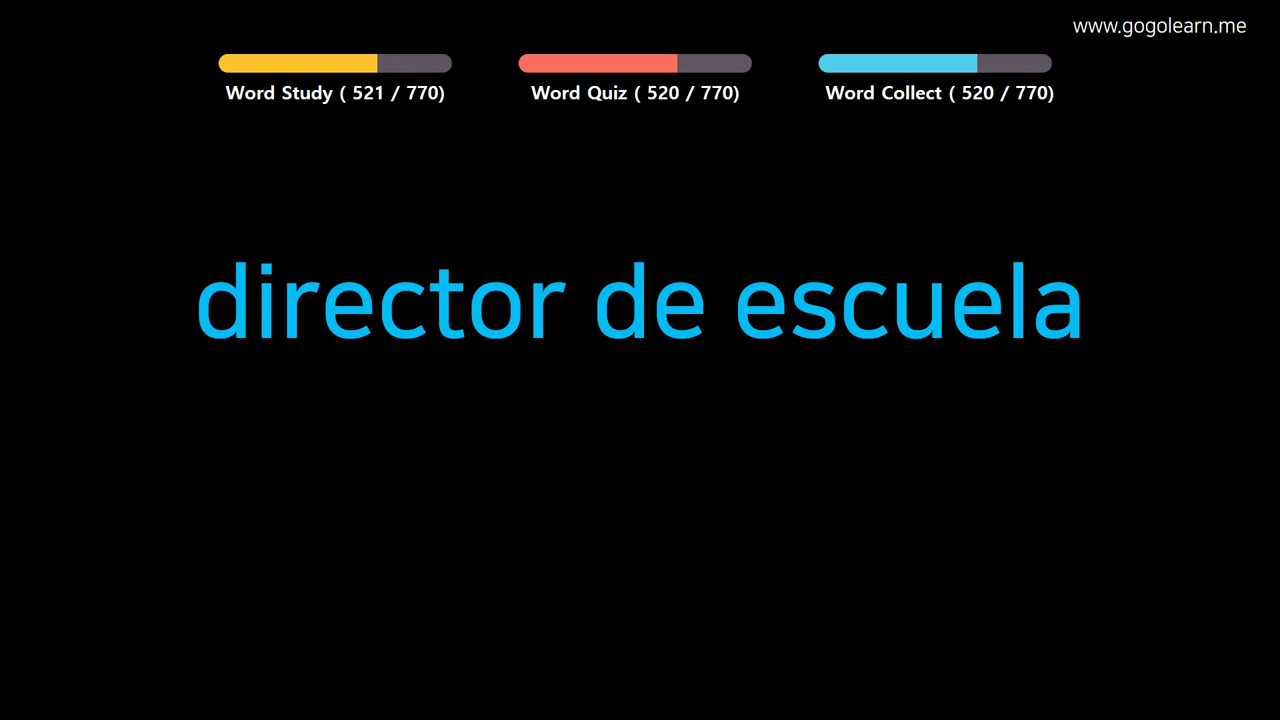 www.gogolearn.me
Word Study ( 521 / 770)
Word Quiz ( 520 / 770)
Word Collect ( 520 / 770)
director de escuela